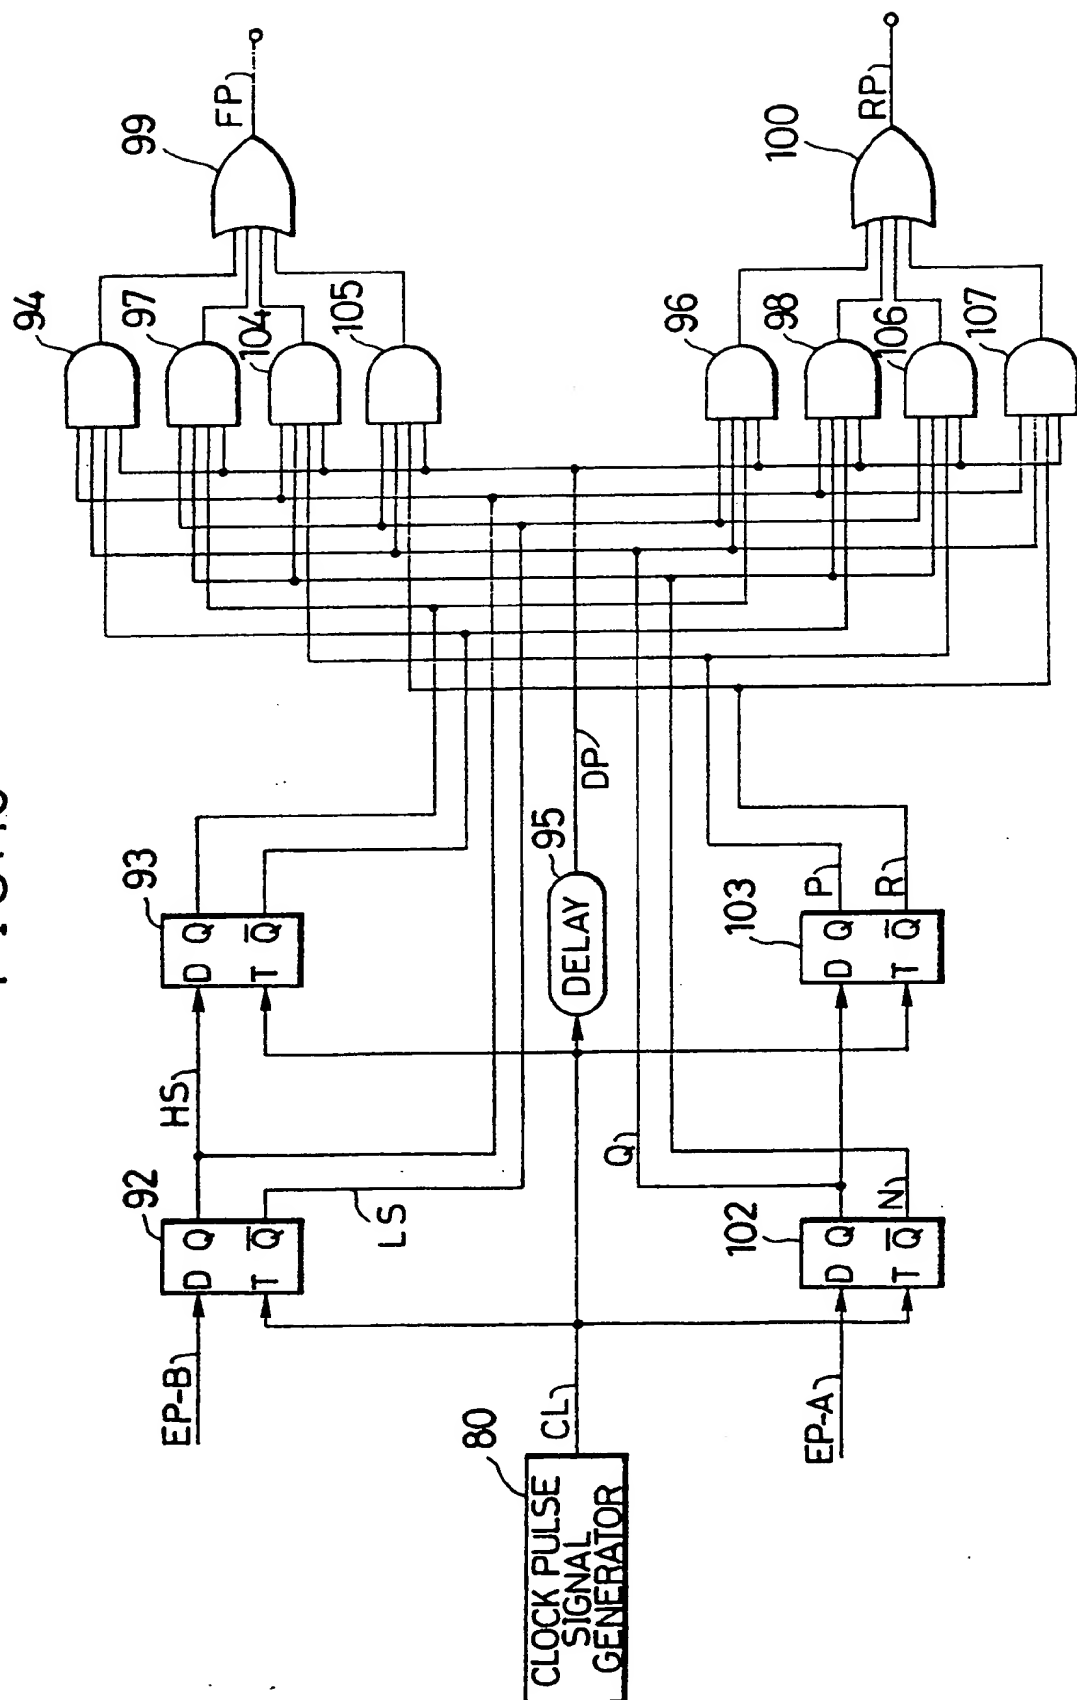 94
97
104
105
99
FP
96
98
106
107
100
RP
93
D Q
T Q̅
HS
92
D Q
T Q̅
LS
EP-B
95
DELAY
DP
80
CLOCK PULSE
SIGNAL
GENERATOR
CL
Q
103
D Q
T Q̅
P
R
102
D Q
T Q̅
N
EP-A